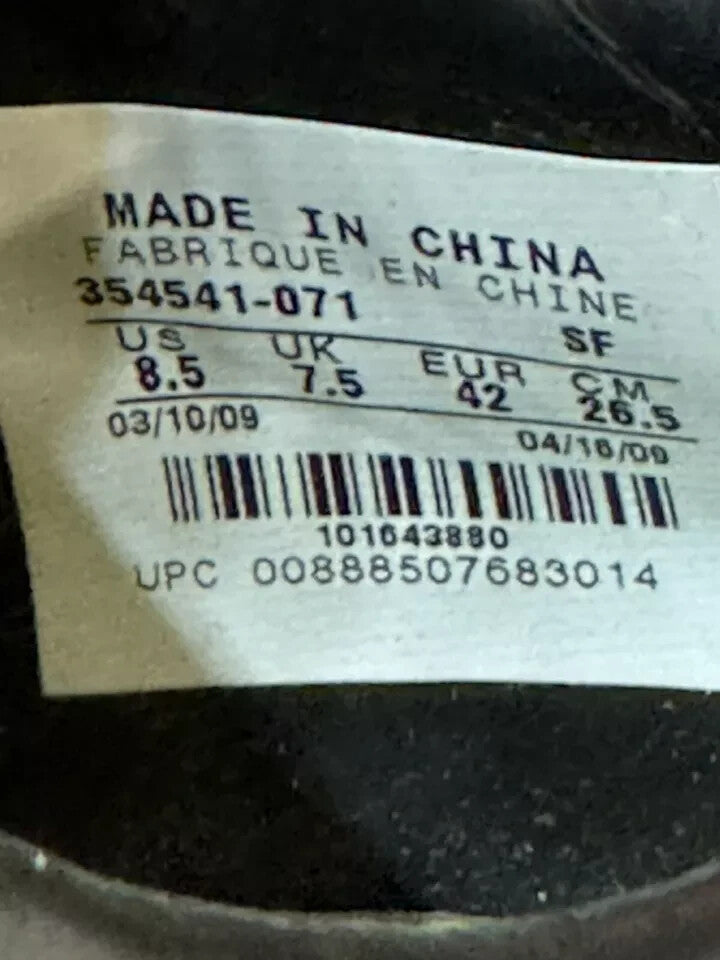 MADE IN CHINA
FABRIQUE EN CHINE
354541-071
SF
US UK EUR CM
8.5 7.5 42 26.5
03/10/09 04/16/09
101643880
UPC 00888507683014